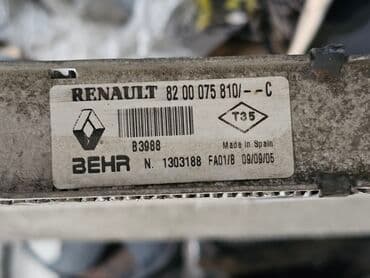 RENAULT 82 00 075 810/--C
T35
B3988
Made in Spain
BEHR N. 1303188 FA01/8 09/09/05